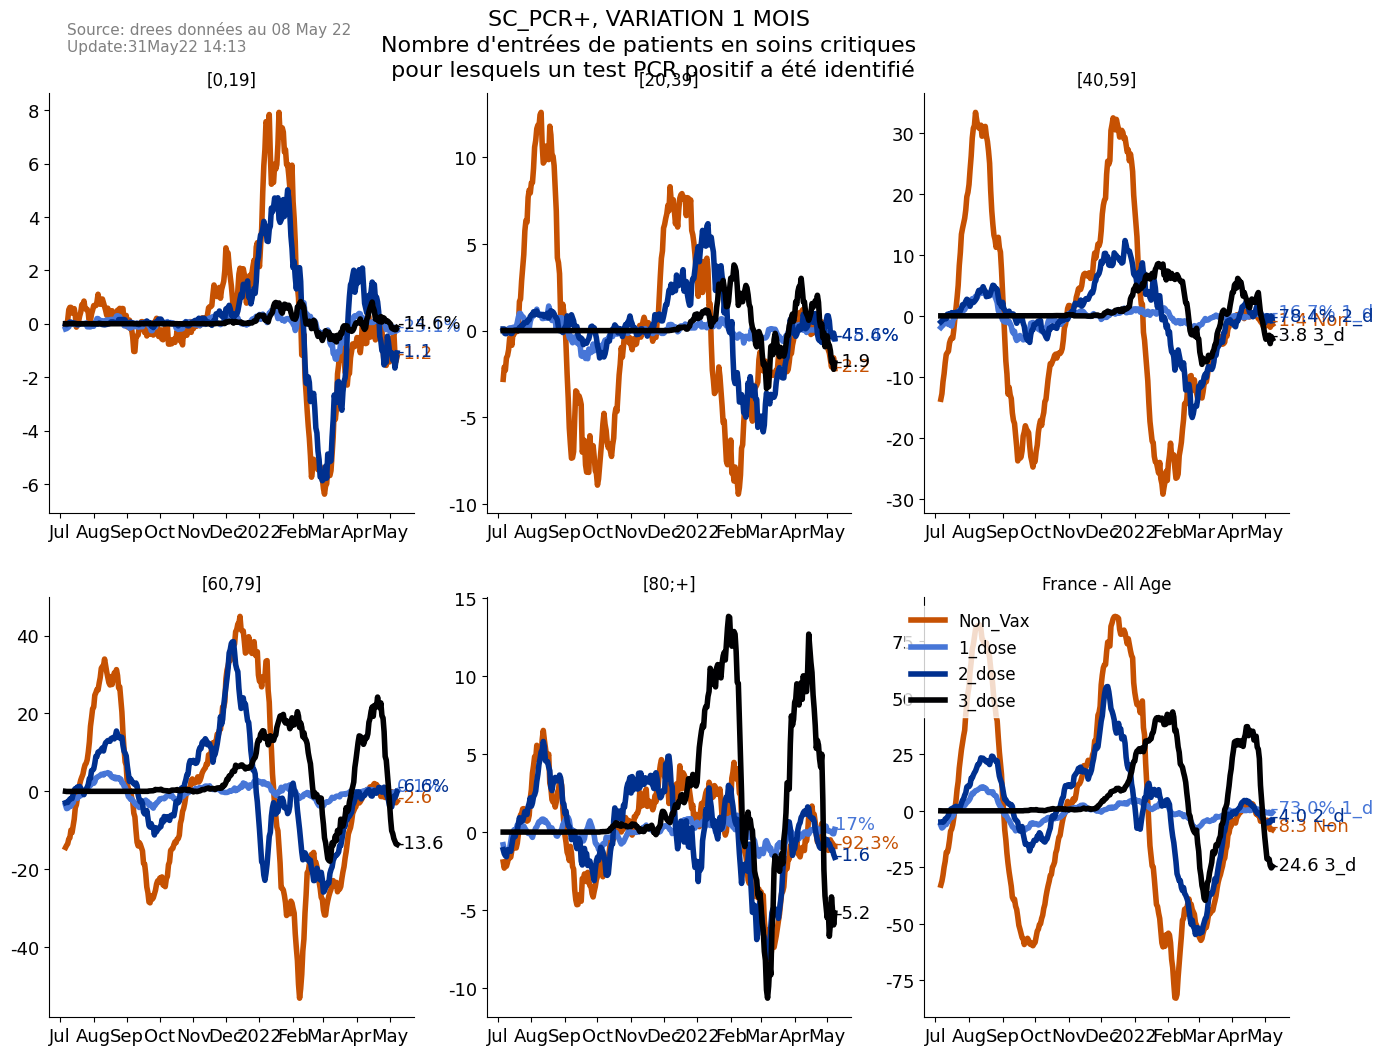 Source: drees données au 08 May 22
Update:31May22 14:13
SC_PCR+, VARIATION 1 MOIS
Nombre d'entrées de patients en soins critiques
pour lesquels un test PCR positif a été identifié
[0,19]
8
6
4
2
0
-2
-4
-6
-14.6%
-1.1
Jul Aug Sep Oct Nov Dec 2022 Feb Mar Apr May
[20,39]
10
5
0
-5
-10
-1.9
-2.2
Jul Aug Sep Oct Nov Dec 2022 Feb Mar Apr May
[40,59]
30
20
10
0
-10
-20
-30
-16.7% 1_d
-3.8 3_d
Jul Aug Sep Oct Nov Dec 2022 Feb Mar Apr May
[60,79]
40
20
0
-20
-40
-2.6
-13.6
Jul Aug Sep Oct Nov Dec 2022 Feb Mar Apr May
[80;+]
15
10
5
0
-5
-10
-92.3%
-1.6
-5.2
Jul Aug Sep Oct Nov Dec 2022 Feb Mar Apr May
France - All Age
Non_Vax
1_dose
2_dose
3_dose
25
0
-25
-50
-75
-73.0% 1_d
-4.0 2_d
-8.3 Non
-24.6 3_d
Jul Aug Sep Oct Nov Dec 2022 Feb Mar Apr May